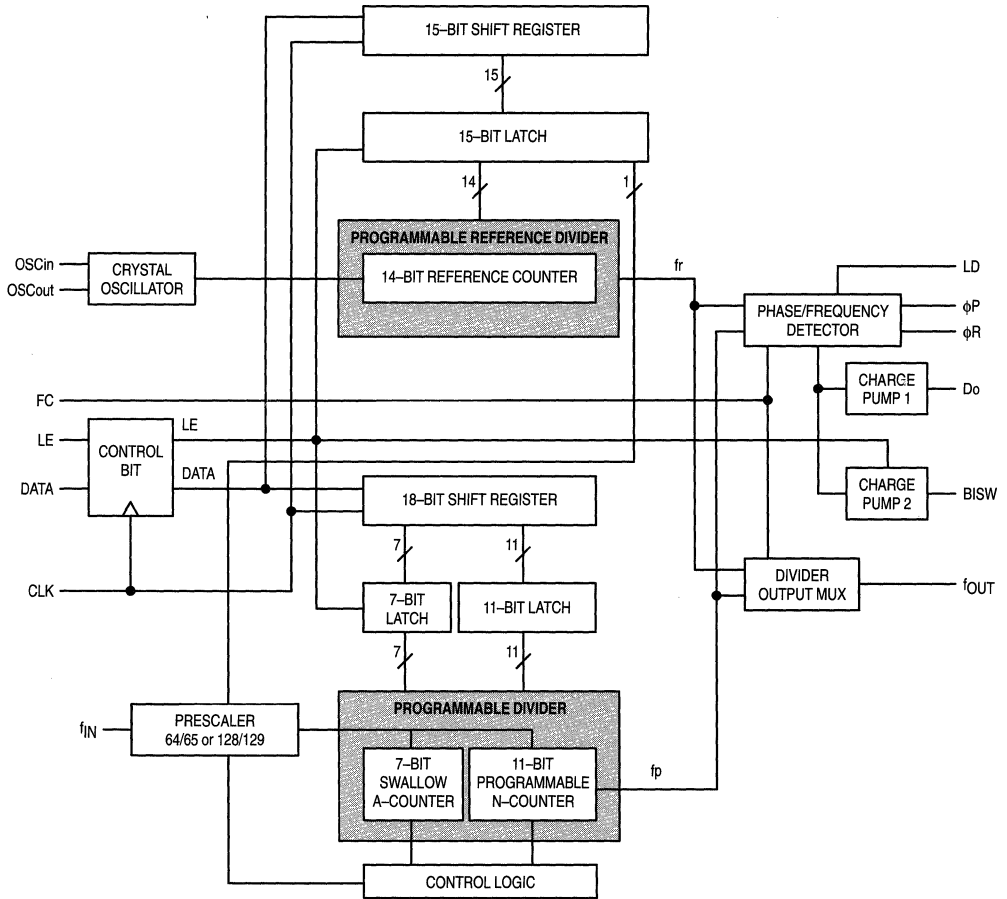 15–BIT SHIFT REGISTER
15
15–BIT LATCH
14
1
PROGRAMMABLE REFERENCE DIVIDER
14–BIT REFERENCE COUNTER
OSCin
OSCout
CRYSTAL
OSCILLATOR
fr
LD
PHASE/FREQUENCY
DETECTOR
ϕP
ϕR
CHARGE
PUMP 1
Do
FC
LE
CONTROL
BIT
LE
DATA
DATA
18–BIT SHIFT REGISTER
CHARGE
PUMP 2
BISW
7
11
CLK
7–BIT
LATCH
11–BIT LATCH
DIVIDER
OUTPUT MUX
fOUT
7
11
PROGRAMMABLE DIVIDER
fIN
PRESCALER
64/65 or 128/129
7–BIT
SWALLOW
A–COUNTER
11–BIT
PROGRAMMABLE
N–COUNTER
fp
CONTROL LOGIC